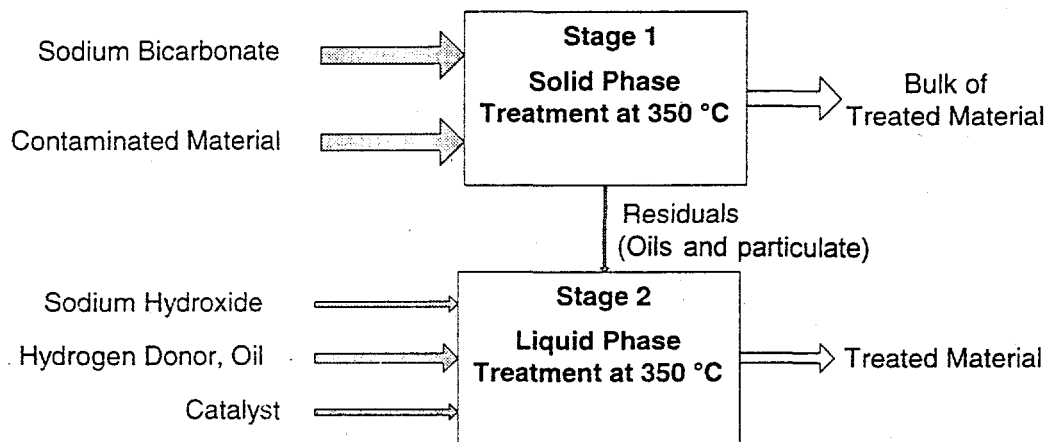 Sodium Bicarbonate
Contaminated Material
Stage 1
Solid Phase
Treatment at 350 °C
Bulk of
Treated Material
Residuals
(Oils and particulate)
Sodium Hydroxide
Hydrogen Donor, Oil
Catalyst
Stage 2
Liquid Phase
Treatment at 350 °C
Treated Material